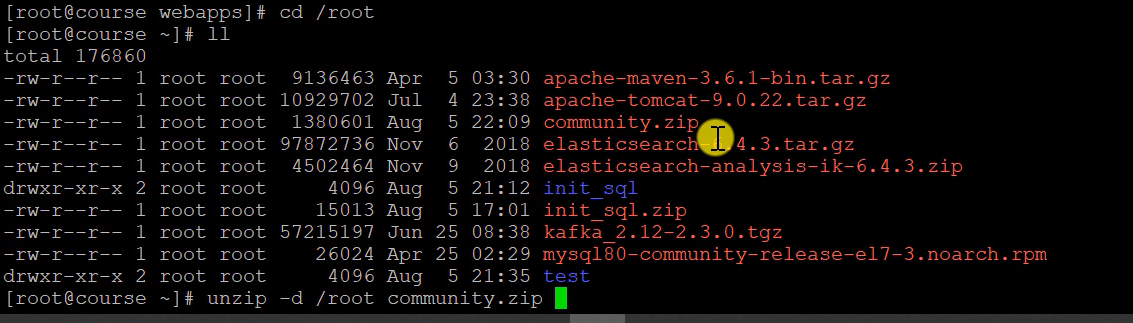 [root@course webapps]# cd /root
[root@course ~]# ll
total 176860
-rw-r--r-- 1 root root  9136463 Apr  5 03:30 apache-maven-3.6.1-bin.tar.gz
-rw-r--r-- 1 root root 10929702 Jul  4 23:38 apache-tomcat-9.0.22.tar.gz
-rw-r--r-- 1 root root  1380601 Aug  5 22:09 community.zip
-rw-r--r-- 1 root root 97872736 Nov  6  2018 elasticsearch-6.4.3.tar.gz
-rw-r--r-- 1 root root  4502464 Nov  9  2018 elasticsearch-analysis-ik-6.4.3.zip
drwxr-xr-x 2 root root     4096 Aug  5 21:12 init_sql
-rw-r--r-- 1 root root    15013 Aug  5 17:01 init_sql.zip
-rw-r--r-- 1 root root 57215197 Jun 25 08:38 kafka_2.12-2.3.0.tgz
-rw-r--r-- 1 root root    26024 Apr 25 02:29 mysql80-community-release-el7-3.noarch.rpm
drwxr-xr-x 2 root root     4096 Aug  5 21:35 test
[root@course ~]# unzip -d /root community.zip